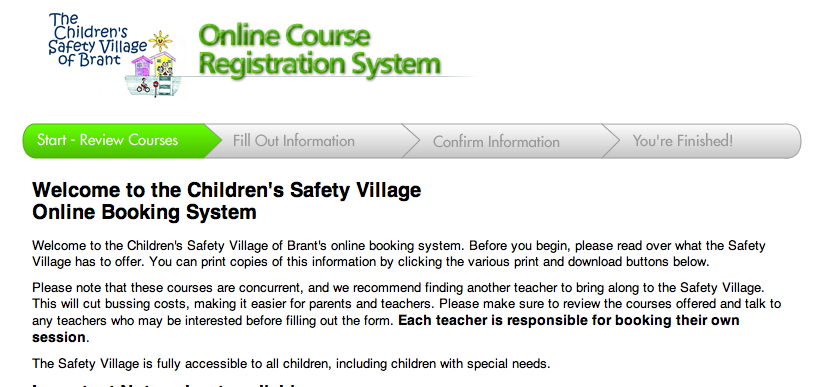 The
Children's
Safety Village
of Brant
Online Course
Registration System
Start - Review Courses
Fill Out Information
Confirm Information
You're Finished!
Welcome to the Children's Safety Village
Online Booking System
Welcome to the Children's Safety Village of Brant's online booking system. Before you begin, please read over what the Safety
Village has to offer. You can print copies of this information by clicking the various print and download buttons below.
Please note that these courses are concurrent, and we recommend finding another teacher to bring along to the Safety Village.
This will cut bussing costs, making it easier for parents and teachers. Please make sure to review the courses offered and talk to
any teachers who may be interested before filling out the form. Each teacher is responsible for booking their own
session.
The Safety Village is fully accessible to all children, including children with special needs.